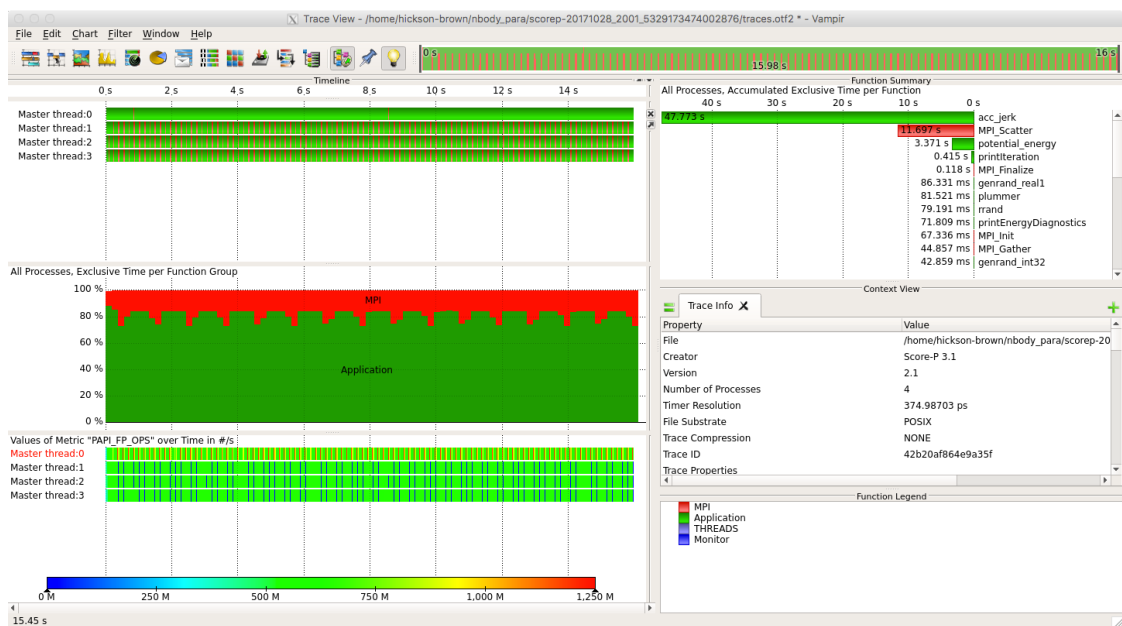 Trace View - /home/hickson-brown/nbody_para/scorep-20171028_2001_5329173474002876/traces.otf2 * - Vampir
File Edit Chart Filter Window Help
0 s 15.98 s 16 s
Timeline
0 s 2 s 4 s 6 s 8 s 10 s 12 s 14 s
Master thread:0
Master thread:1
Master thread:2
Master thread:3
All Processes, Exclusive Time per Function Group
100 %
80 %
60 %
40 %
20 %
0 %
MPI
Application
Values of Metric "PAPI_FP_OPS" over Time in #/s
Master thread:0
Master thread:1
Master thread:2
Master thread:3
0 M 250 M 500 M 750 M 1,000 M 1,250 M
15.45 s
Function Summary
All Processes, Accumulated Exclusive Time per Function
40 s 30 s 20 s 10 s 0 s
47.773 s acc_jerk
11.697 s MPI_Scatter
3.371 s potential_energy
0.415 s printIteration
0.118 s MPI_Finalize
86.331 ms genrand_real1
81.521 ms plummer
79.191 ms rrand
71.809 ms printEnergyDiagnostics
67.336 ms MPI_Init
44.857 ms MPI_Gather
42.859 ms genrand_int32
Context View
Trace Info
Property Value
File /home/hickson-brown/nbody_para/scorep-20
Creator Score-P 3.1
Version 2.1
Number of Processes 4
Timer Resolution 374.98703 ps
File Substrate POSIX
Trace Compression NONE
Trace ID 42b20af864e9a35f
Trace Properties
Function Legend
MPI
Application
THREADS
Monitor